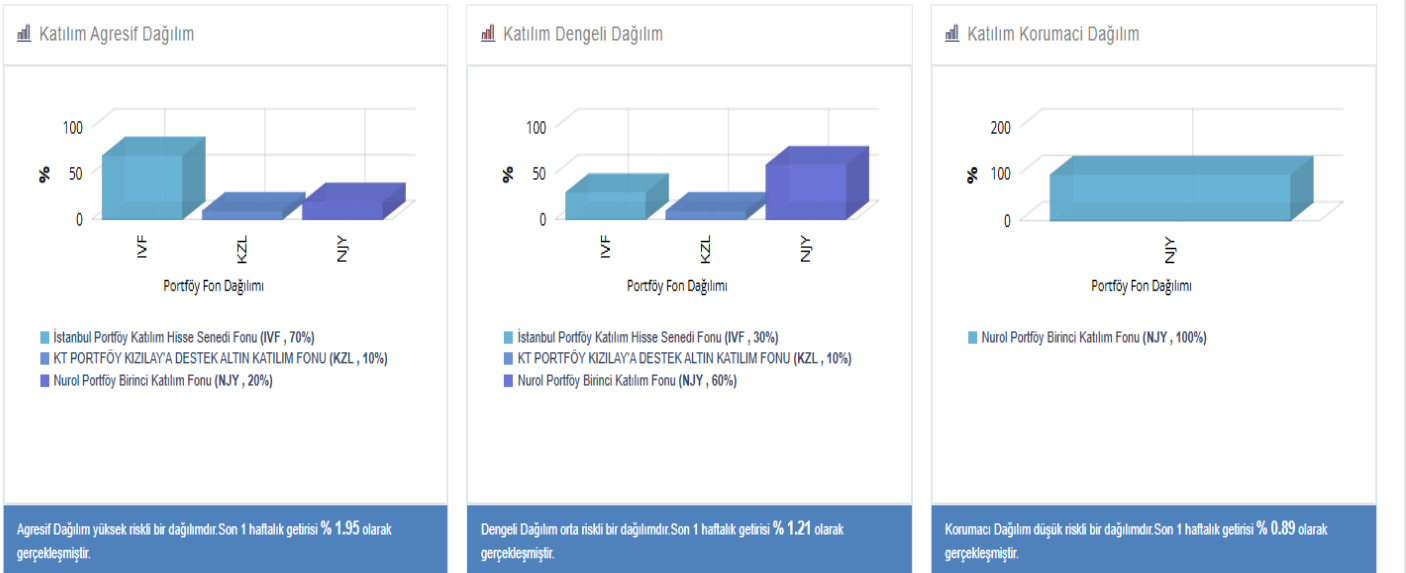 Katılım Agresif Dağılım
100
50
0
%
IVF
KZL
NJY
Portföy Fon Dağılımı
İstanbul Portföy Katılım Hisse Senedi Fonu (IVF , 70%)
KT PORTFÖY KIZILAY'A DESTEK ALTIN KATILIM FONU (KZL , 10%)
Nurol Portföy Birinci Katılım Fonu (NJY , 20%)
Agresif Dağılım yüksek riskli bir dağılımdır.Son 1 haftalık getirisi % 1.95 olarak
gerçekleşmiştir.
Katılım Dengeli Dağılım
100
50
0
%
IVF
KZL
NJY
Portföy Fon Dağılımı
İstanbul Portföy Katılım Hisse Senedi Fonu (IVF , 30%)
KT PORTFÖY KIZILAY'A DESTEK ALTIN KATILIM FONU (KZL , 10%)
Nurol Portföy Birinci Katılım Fonu (NJY , 60%)
Dengeli Dağılım orta riskli bir dağılımdır.Son 1 haftalık getirisi % 1.21 olarak
gerçekleşmiştir.
Katılım Korumaci Dağılım
200
100
0
%
NJY
Portföy Fon Dağılımı
Nurol Portföy Birinci Katılım Fonu (NJY , 100%)
Korumacı Dağılım düşük riskli bir dağılımdır.Son 1 haftalık getirisi % 0.89 olarak
gerçekleşmiştir.